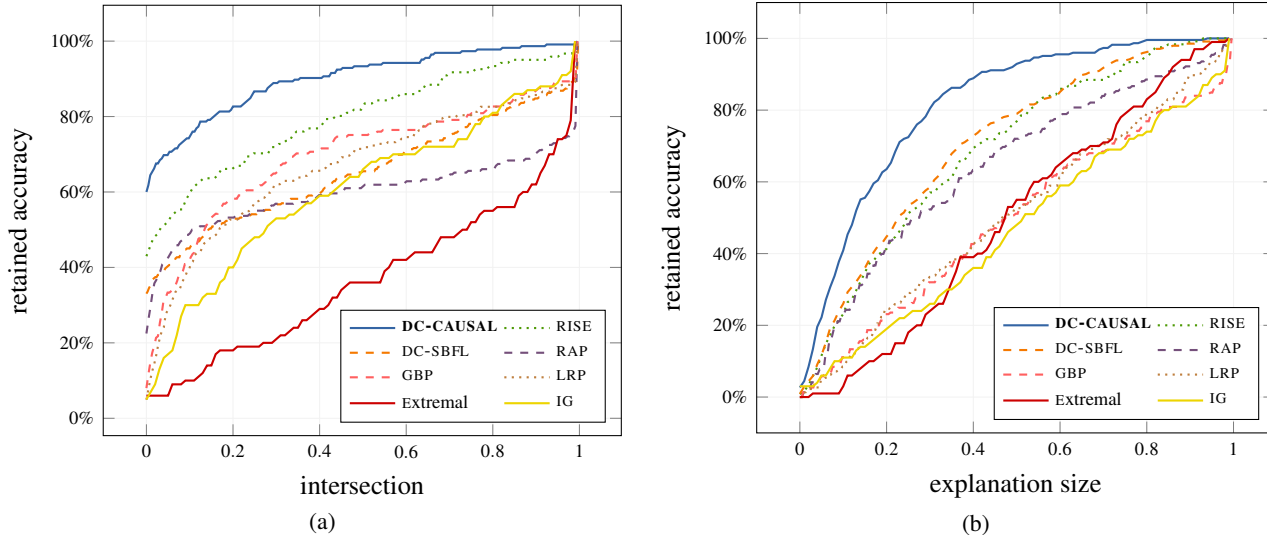 100%
80%
60%
40%
20%
0%
retained accuracy
0 0.2 0.4 0.6 0.8 1
intersection
DC-CAUSAL RISE
DC-SBFL RAP
GBP LRP
Extremal IG
(a)
100%
80%
60%
40%
20%
0%
retained accuracy
0 0.2 0.4 0.6 0.8 1
explanation size
DC-CAUSAL RISE
DC-SBFL RAP
GBP LRP
Extremal IG
(b)